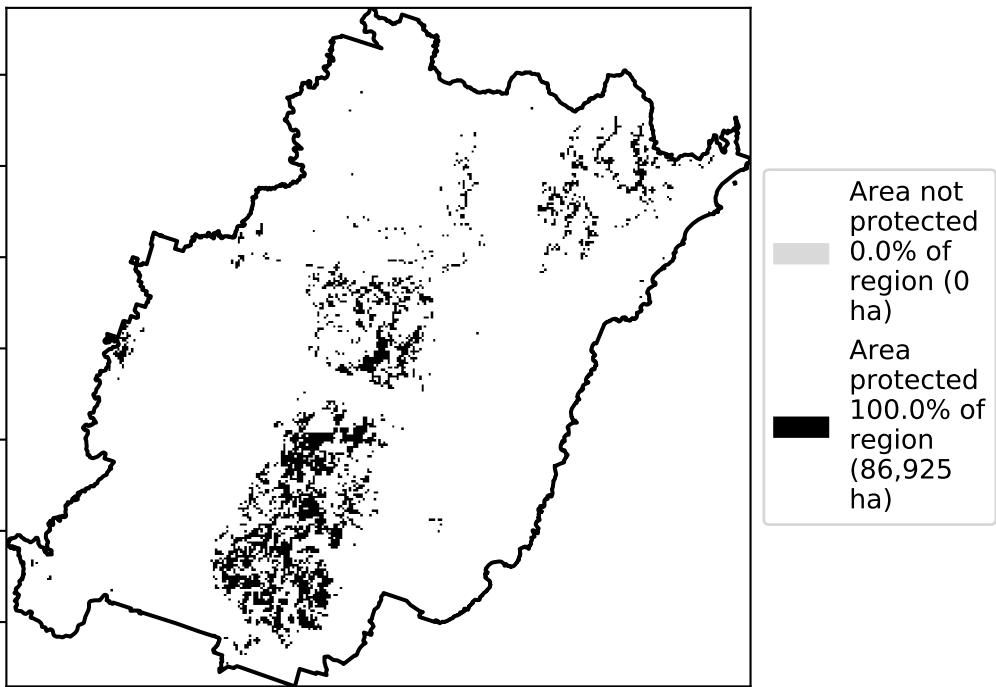 Area not
protected
0.0% of
region (0
ha)
Area
protected
100.0% of
region
(86,925
ha)